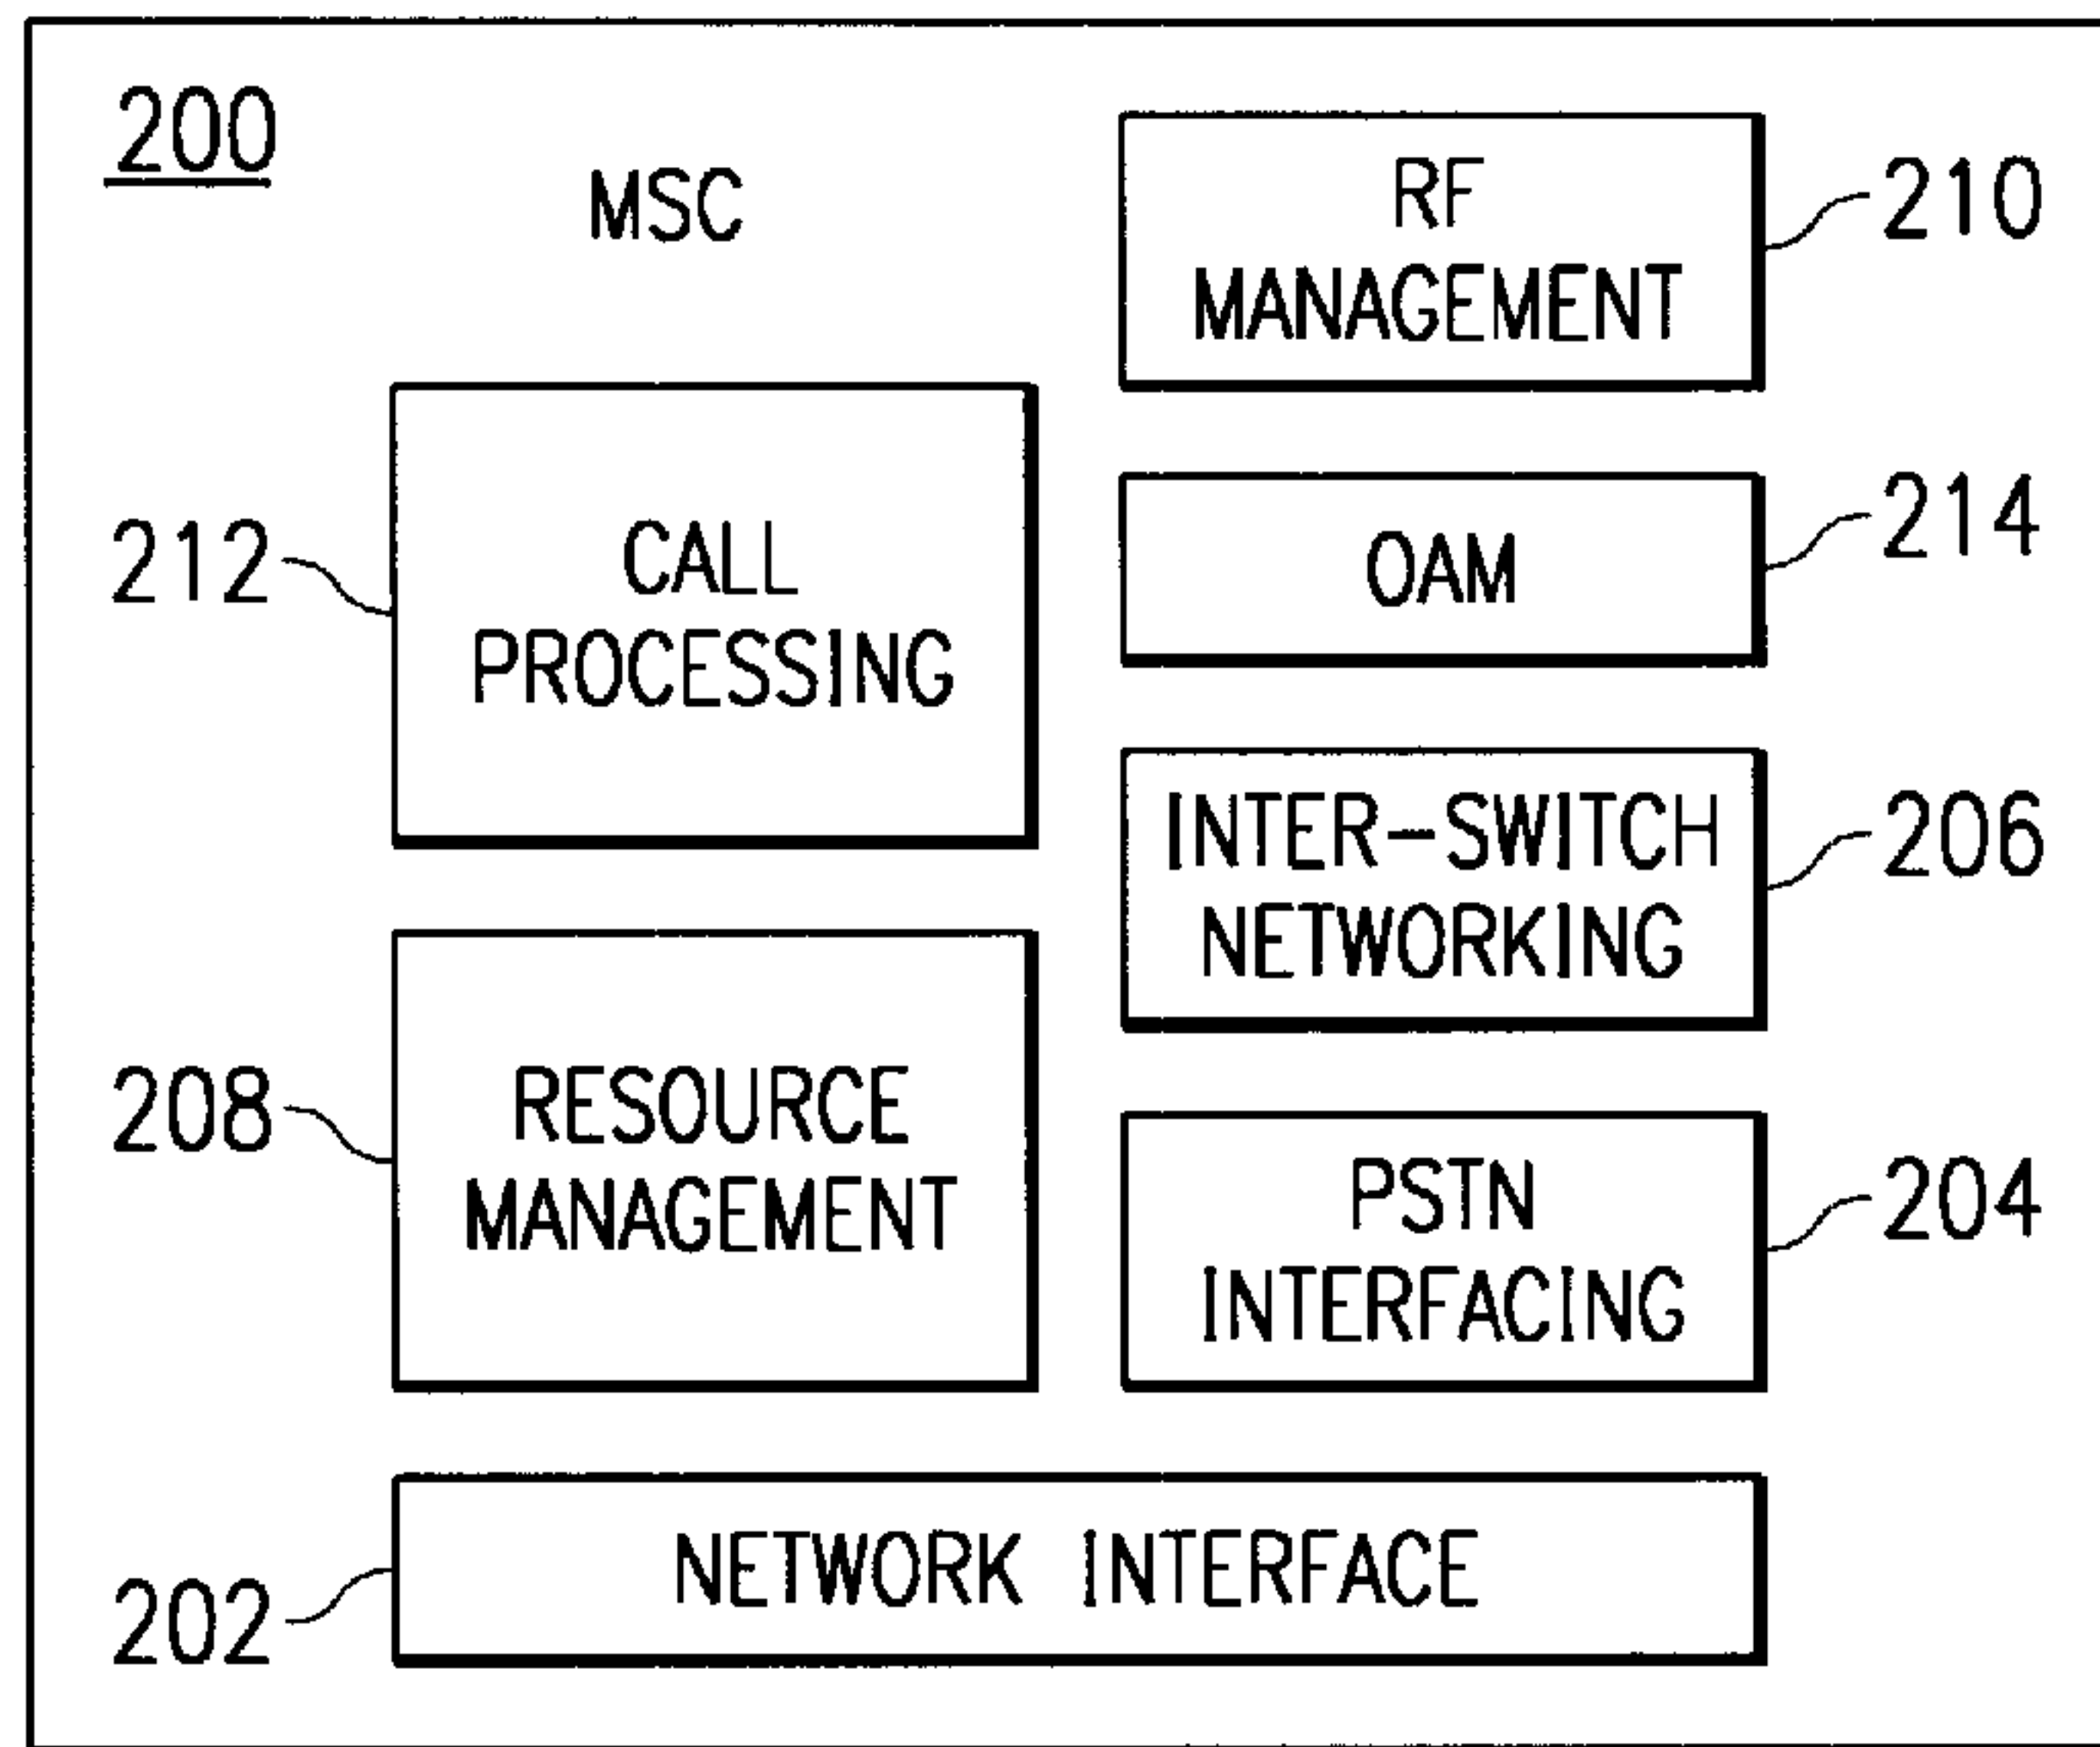 200
MSC
RF
MANAGEMENT
210
212
CALL
PROCESSING
OAM
214
INTER-SWITCH
NETWORKING
206
208
RESOURCE
MANAGEMENT
PSTN
INTERFACING
204
202
NETWORK INTERFACE